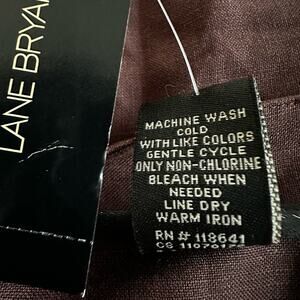 LANE BRYA
MACHINE WASH
COLD
WITH LIKE COLORS
GENTLE CYCLE
ONLY NON-CHLORINE
BLEACH WHEN
NEEDED
LINE DRY
WARM IRON
RN# 118641